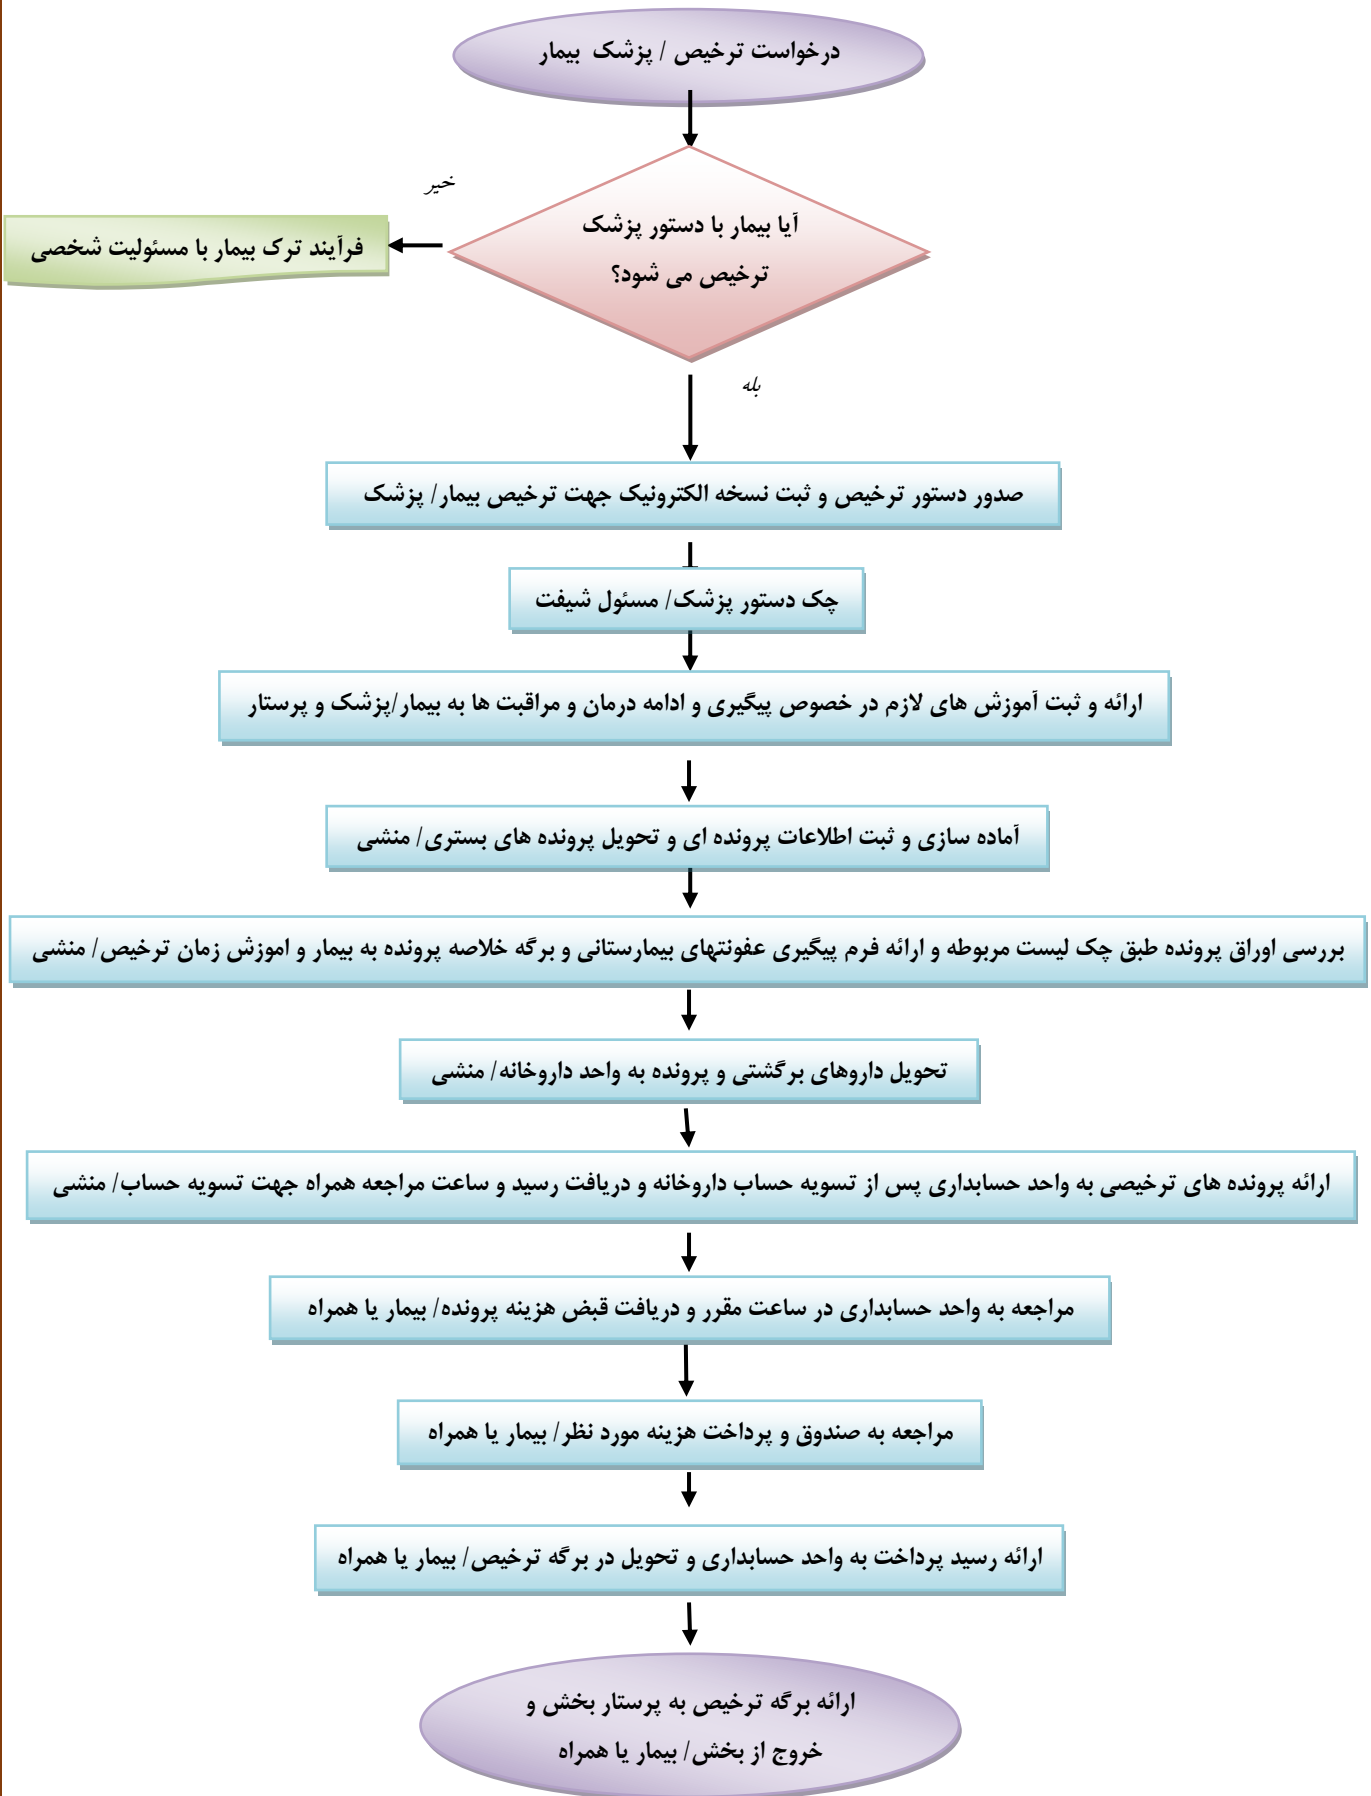 درخواست ترخیص / پزشک  بیمار
خیر
آیا بیمار با دستور پزشک
ترخیص می شود؟
فرآیند ترک بیمار با مسئولیت شخصی
بله
صدور دستور ترخیص و ثبت نسخه الکترونیک جهت ترخیص بیمار/ پزشک
چک دستور پزشک/ مسئول شیفت
ارائه و ثبت آموزش های لازم در خصوص پیگیری و ادامه درمان و مراقبت ها به بیمار/پزشک و پرستار
آماده سازی و ثبت اطلاعات پرونده ای و تحویل پرونده های بستری/ منشی
بررسی اوراق پرونده طبق چک لیست مربوطه و ارائه فرم پیگیری عفونتهای بیمارستانی و برگه خلاصه پرونده به بیمار و اموزش زمان ترخیص/ منشی
تحویل داروهای برگشتی و پرونده به واحد داروخانه/ منشی
ارائه پرونده های ترخیصی به واحد حسابداری پس از تسویه حساب داروخانه و دریافت رسید و ساعت مراجعه همراه جهت تسویه حساب/ منشی
مراجعه به واحد حسابداری در ساعت مقرر و دریافت قبض هزینه پرونده/ بیمار یا همراه
مراجعه به صندوق و پرداخت هزینه مورد نظر/ بیمار یا همراه
ارائه رسید پرداخت به واحد حسابداری و تحویل در برگه ترخیص/ بیمار یا همراه
ارائه برگه ترخیص به پرستار بخش و
خروج از بخش/ بیمار یا همراه